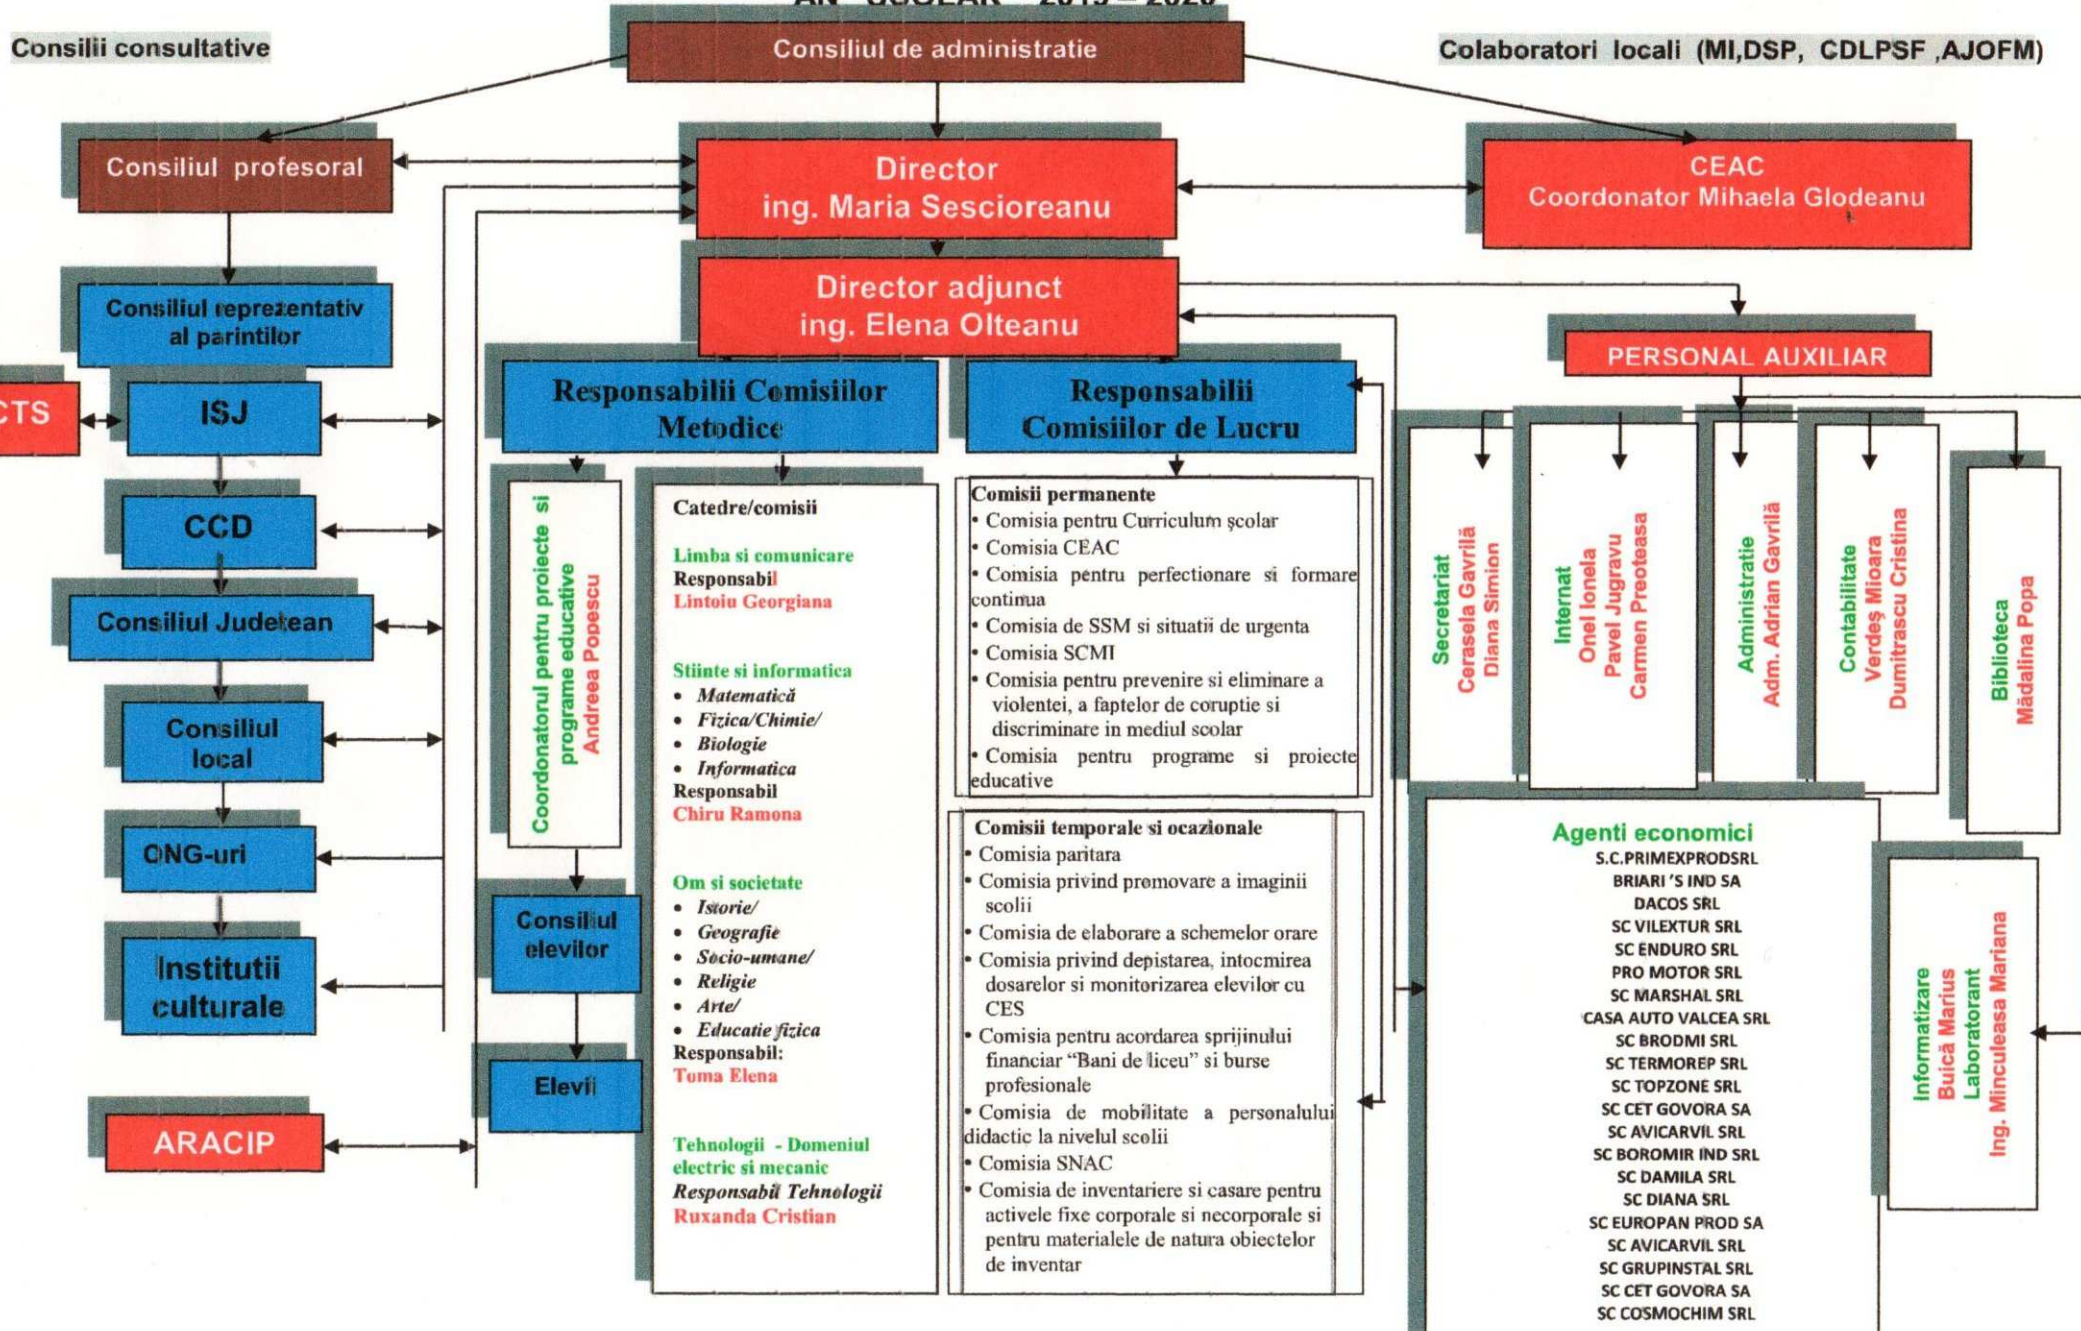 AN SCOLAR 2019 – 2020
Consilii consultative
Consiliul de administratie
Colaboratori locali (MI,DSP, CDLPSF ,AJOFM)
Consiliul profesoral
Director
ing. Maria Sescioreanu
CEAC
Coordonator Mihaela Glodeanu
Consiliul reprezentativ
al parintilor
Director adjunct
ing. Elena Olteanu
PERSONAL AUXILIAR
CTS
ISJ
CCD
Consiliul Județean
Consiliul
local
ONG-uri
Institutii
culturale
ARACIP
Responsabilii Comisiilor
Metodice
Responsabilii
Comisiilor de Lucru
Coordonatorul pentru proiecte si
programe educative
Andreea Popescu
Consiliul
elevilor
Elevii
Catedre/comisii
Limba si comunicare
Responsabil
Lintoiu Georgiana
Stiinte si informatica
• Matematică
• Fizica/Chimie/
• Biologie
• Informatica
Responsabil
Chiru Ramona
Om si societate
• Istorie/
• Geografie
• Socio-umane/
• Religie
• Arte/
• Educatie fizica
Responsabil:
Toma Elena
Tehnologii - Domeniul
electric si mecanic
Responsabil Tehnologii
Ruxanda Cristian
Comisii permanente
• Comisia pentru Curriculum şcolar
• Comisia CEAC
• Comisia pentru perfectionare si formare
continua
• Comisia de SSM si situatii de urgenta
• Comisia SCMI
• Comisia pentru prevenire si eliminare a
violentei, a faptelor de coruptie si
discriminare in mediul scolar
• Comisia pentru programe si proiecte
educative
Comisii temporale si ocazionale
• Comisia paritara
• Comisia privind promovare a imaginii
scolii
• Comisia de elaborare a schemelor orare
• Comisia privind depistarea, intocmirea
dosarelor si monitorizarea elevilor cu
CES
• Comisia pentru acordarea sprijinului
financiar “Bani de liceu” si burse
profesionale
• Comisia de mobilitate a personalului
didactic la nivelul scolii
• Comisia SNAC
• Comisia de inventariere si casare pentru
activele fixe corporale si necorporale si
pentru materialele de natura obiectelor
de inventar
Secretariat
Cerasela Gavrilă
Diana Simion
Internat
Onel Ionela
Pavel Jugravu
Carmen Preoteasa
Administratie
Adm. Adrian Gavrilă
Contabilitate
Verdeş Mioara
Dumitrascu Cristina
Biblioteca
Mădalina Popa
Agenti economici
S.C.PRIMEXPRODSRL
BRIARI 'S IND SA
DACOS SRL
SC VILEXTUR SRL
SC ENDURO SRL
PRO MOTOR SRL
SC MARSHAL SRL
CASA AUTO VALCEA SRL
SC BRODMI SRL
SC TERMOREP SRL
SC TOPZONE SRL
SC CET GOVORA SA
SC AVICARVIL SRL
SC BOROMIR IND SRL
SC DAMILA SRL
SC DIANA SRL
SC EUROPAN PROD SA
SC AVICARVIL SRL
SC GRUPINSTAL SRL
SC CET GOVORA SA
SC COSMOCHIM SRL
Informatizare
Buică Marius
Laborant
Ing. Minculeasa Mariana